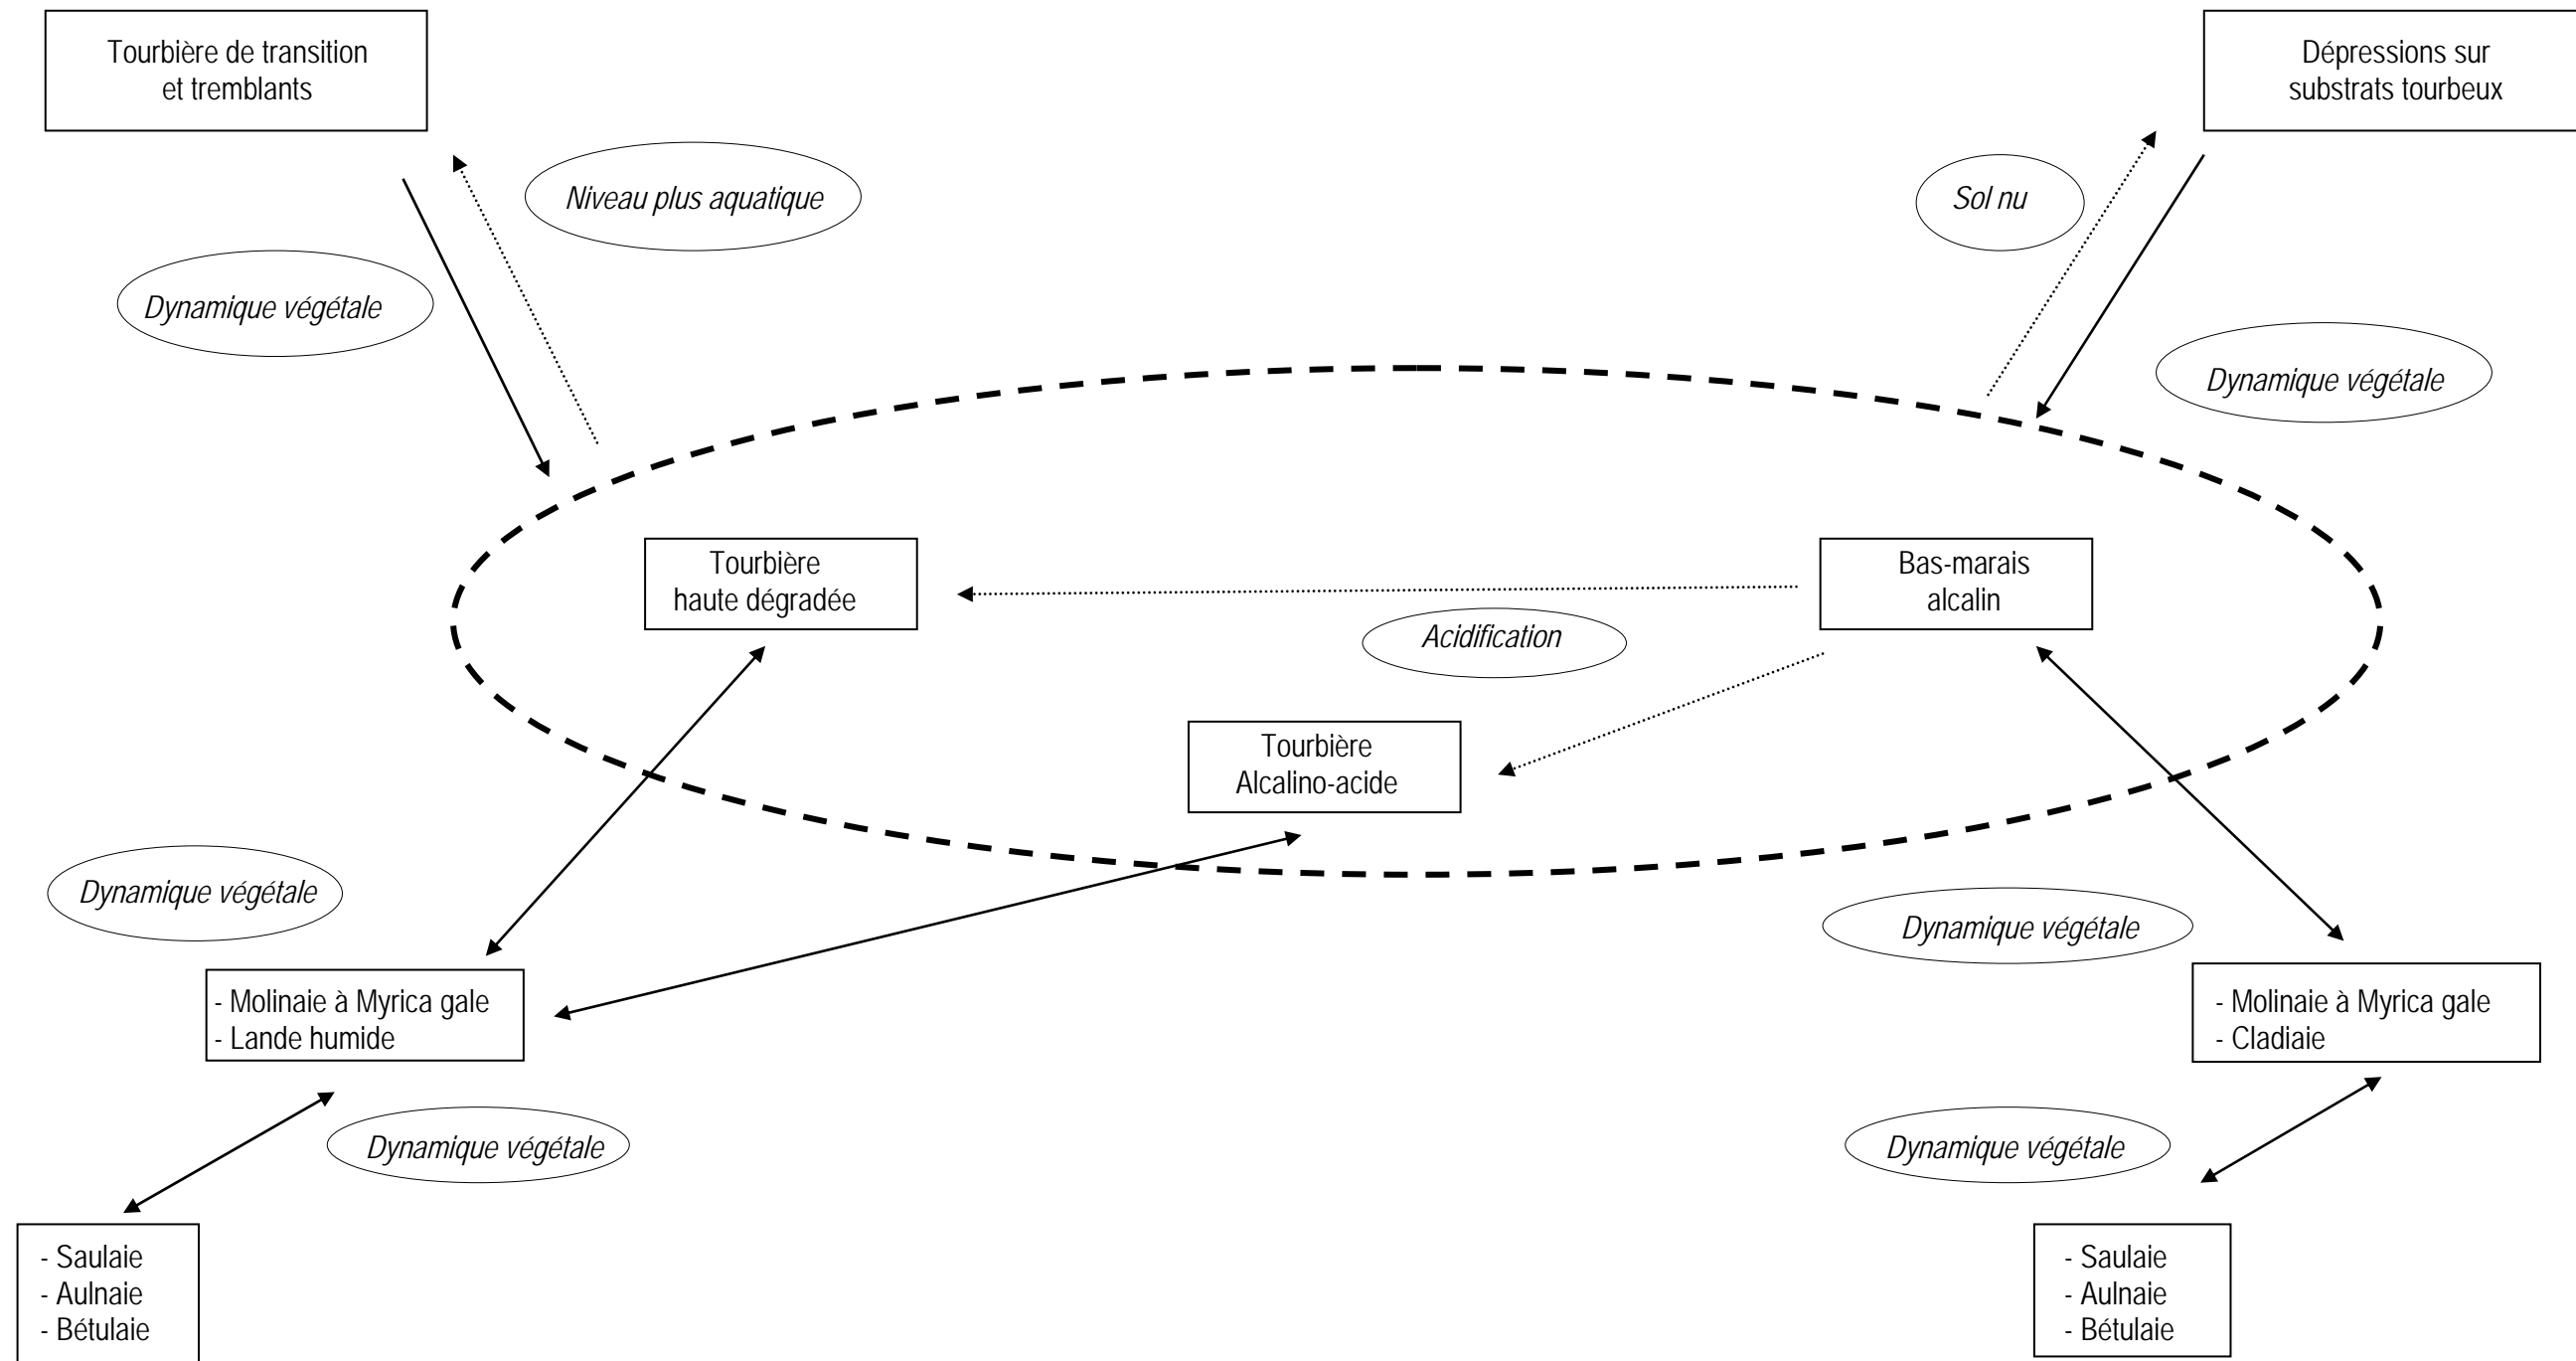 Tourbière de transition
et tremblants
Dépressions sur
substrats tourbeux
Niveau plus aquatique
Sol nu
Dynamique végétale
Dynamique végétale
Tourbière
haute dégradée
Bas-marais
alcalin
Acidification
Tourbière
Alcalino-acide
Dynamique végétale
Dynamique végétale
- Molinaie à Myrica gale
- Lande humide
- Molinaie à Myrica gale
- Cladiaie
Dynamique végétale
Dynamique végétale
- Saulaie
- Aulnaie
- Bétulaie
- Saulaie
- Aulnaie
- Bétulaie